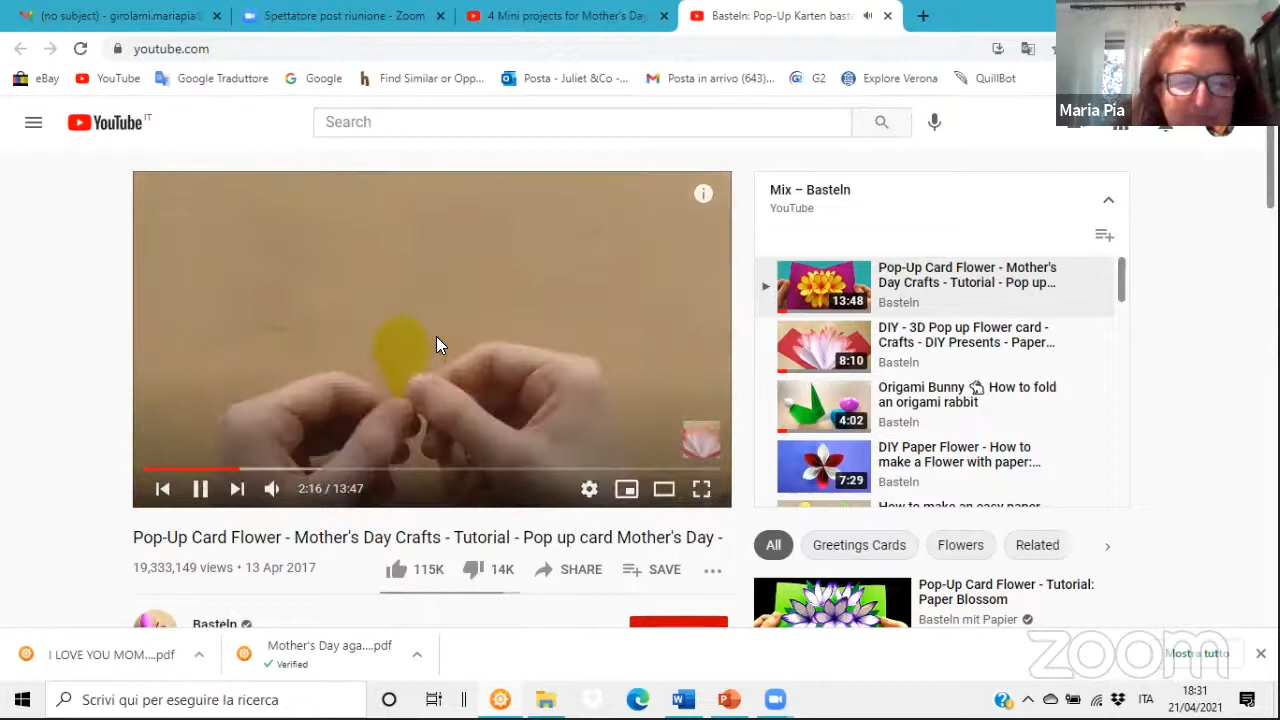 (no subject) - girolami.mariapia
Spettatore post riunione - Zoom
4 Mini projects for Mother's Da
Basteln: Pop-Up Karten baste
youtube.com
eBay
YouTube
Google Traduttore
Google
Find Similar or Opp...
Posta - Juliet &Co -...
Posta in arrivo (643)...
G2
Explore Verona
QuillBot
Maria Pia
YouTube IT
Search
Mix – Basteln
YouTube
Pop-Up Card Flower - Mother's
Day Crafts - Tutorial - Pop up...
Basteln
13:48
DIY - 3D Pop up Flower card -
Crafts - DIY Presents - Paper...
Basteln
8:10
Origami Bunny 🐇 How to fold
an origami rabbit
Basteln
4:02
DIY Paper Flower - How to
make a Flower with paper:...
Basteln
7:29
How to make an easy paper
2:16 / 13:47
Pop-Up Card Flower - Mother's Day Crafts - Tutorial - Pop up card Mother's Day -
19,333,149 views • 13 Apr 2017
115K
14K
SHARE
SAVE
All
Greetings Cards
Flowers
Related
Pop-Up Card Flower - Tutorial:
Paper Blossom
Basteln mit Papier
Basteln
I LOVE YOU MOM....pdf
Mother's Day aga....pdf
Verified
Mostra tutto
zoom
Scrivi qui per eseguire la ricerca
ITA
18:31
21/04/2021